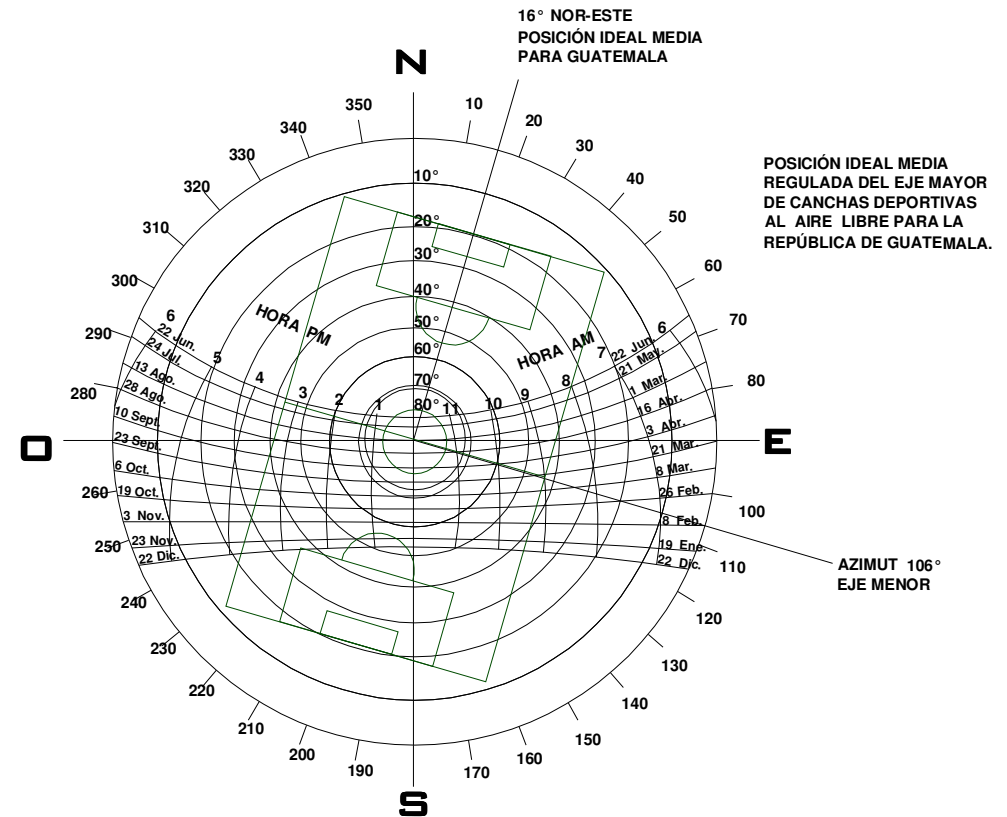 16° NOR-ESTE
POSICIÓN IDEAL MEDIA
PARA GUATEMALA
N
POSICIÓN IDEAL MEDIA
REGULADA DEL EJE MAYOR
DE CANCHAS DEPORTIVAS
AL AIRE LIBRE PARA LA
REPÚBLICA DE GUATEMALA.
350
10
340
20
330
30
320
40
310
50
300
60
290
70
280
80
10°
20°
30°
40°
50°
60°
70°
80°
HORA PM
HORA AM
6
5
4
3
2
1
11
10
9
8
7
6
22 Jun.
24 Jul.
13 Ago.
28 Ago.
10 Sept.
23 Sept.
6 Oct.
19 Oct.
3 Nov.
23 Nov.
22 Dic.
22 Jun.
21 May.
1 Mar.
16 Abr.
3 Abr.
21 Mar.
8 Mar.
26 Feb.
8 Feb.
19 Ene.
22 Dic.
O
E
260
100
250
110
AZIMUT 106°
EJE MENOR
240
120
230
130
220
140
210
150
200
160
190
170
S